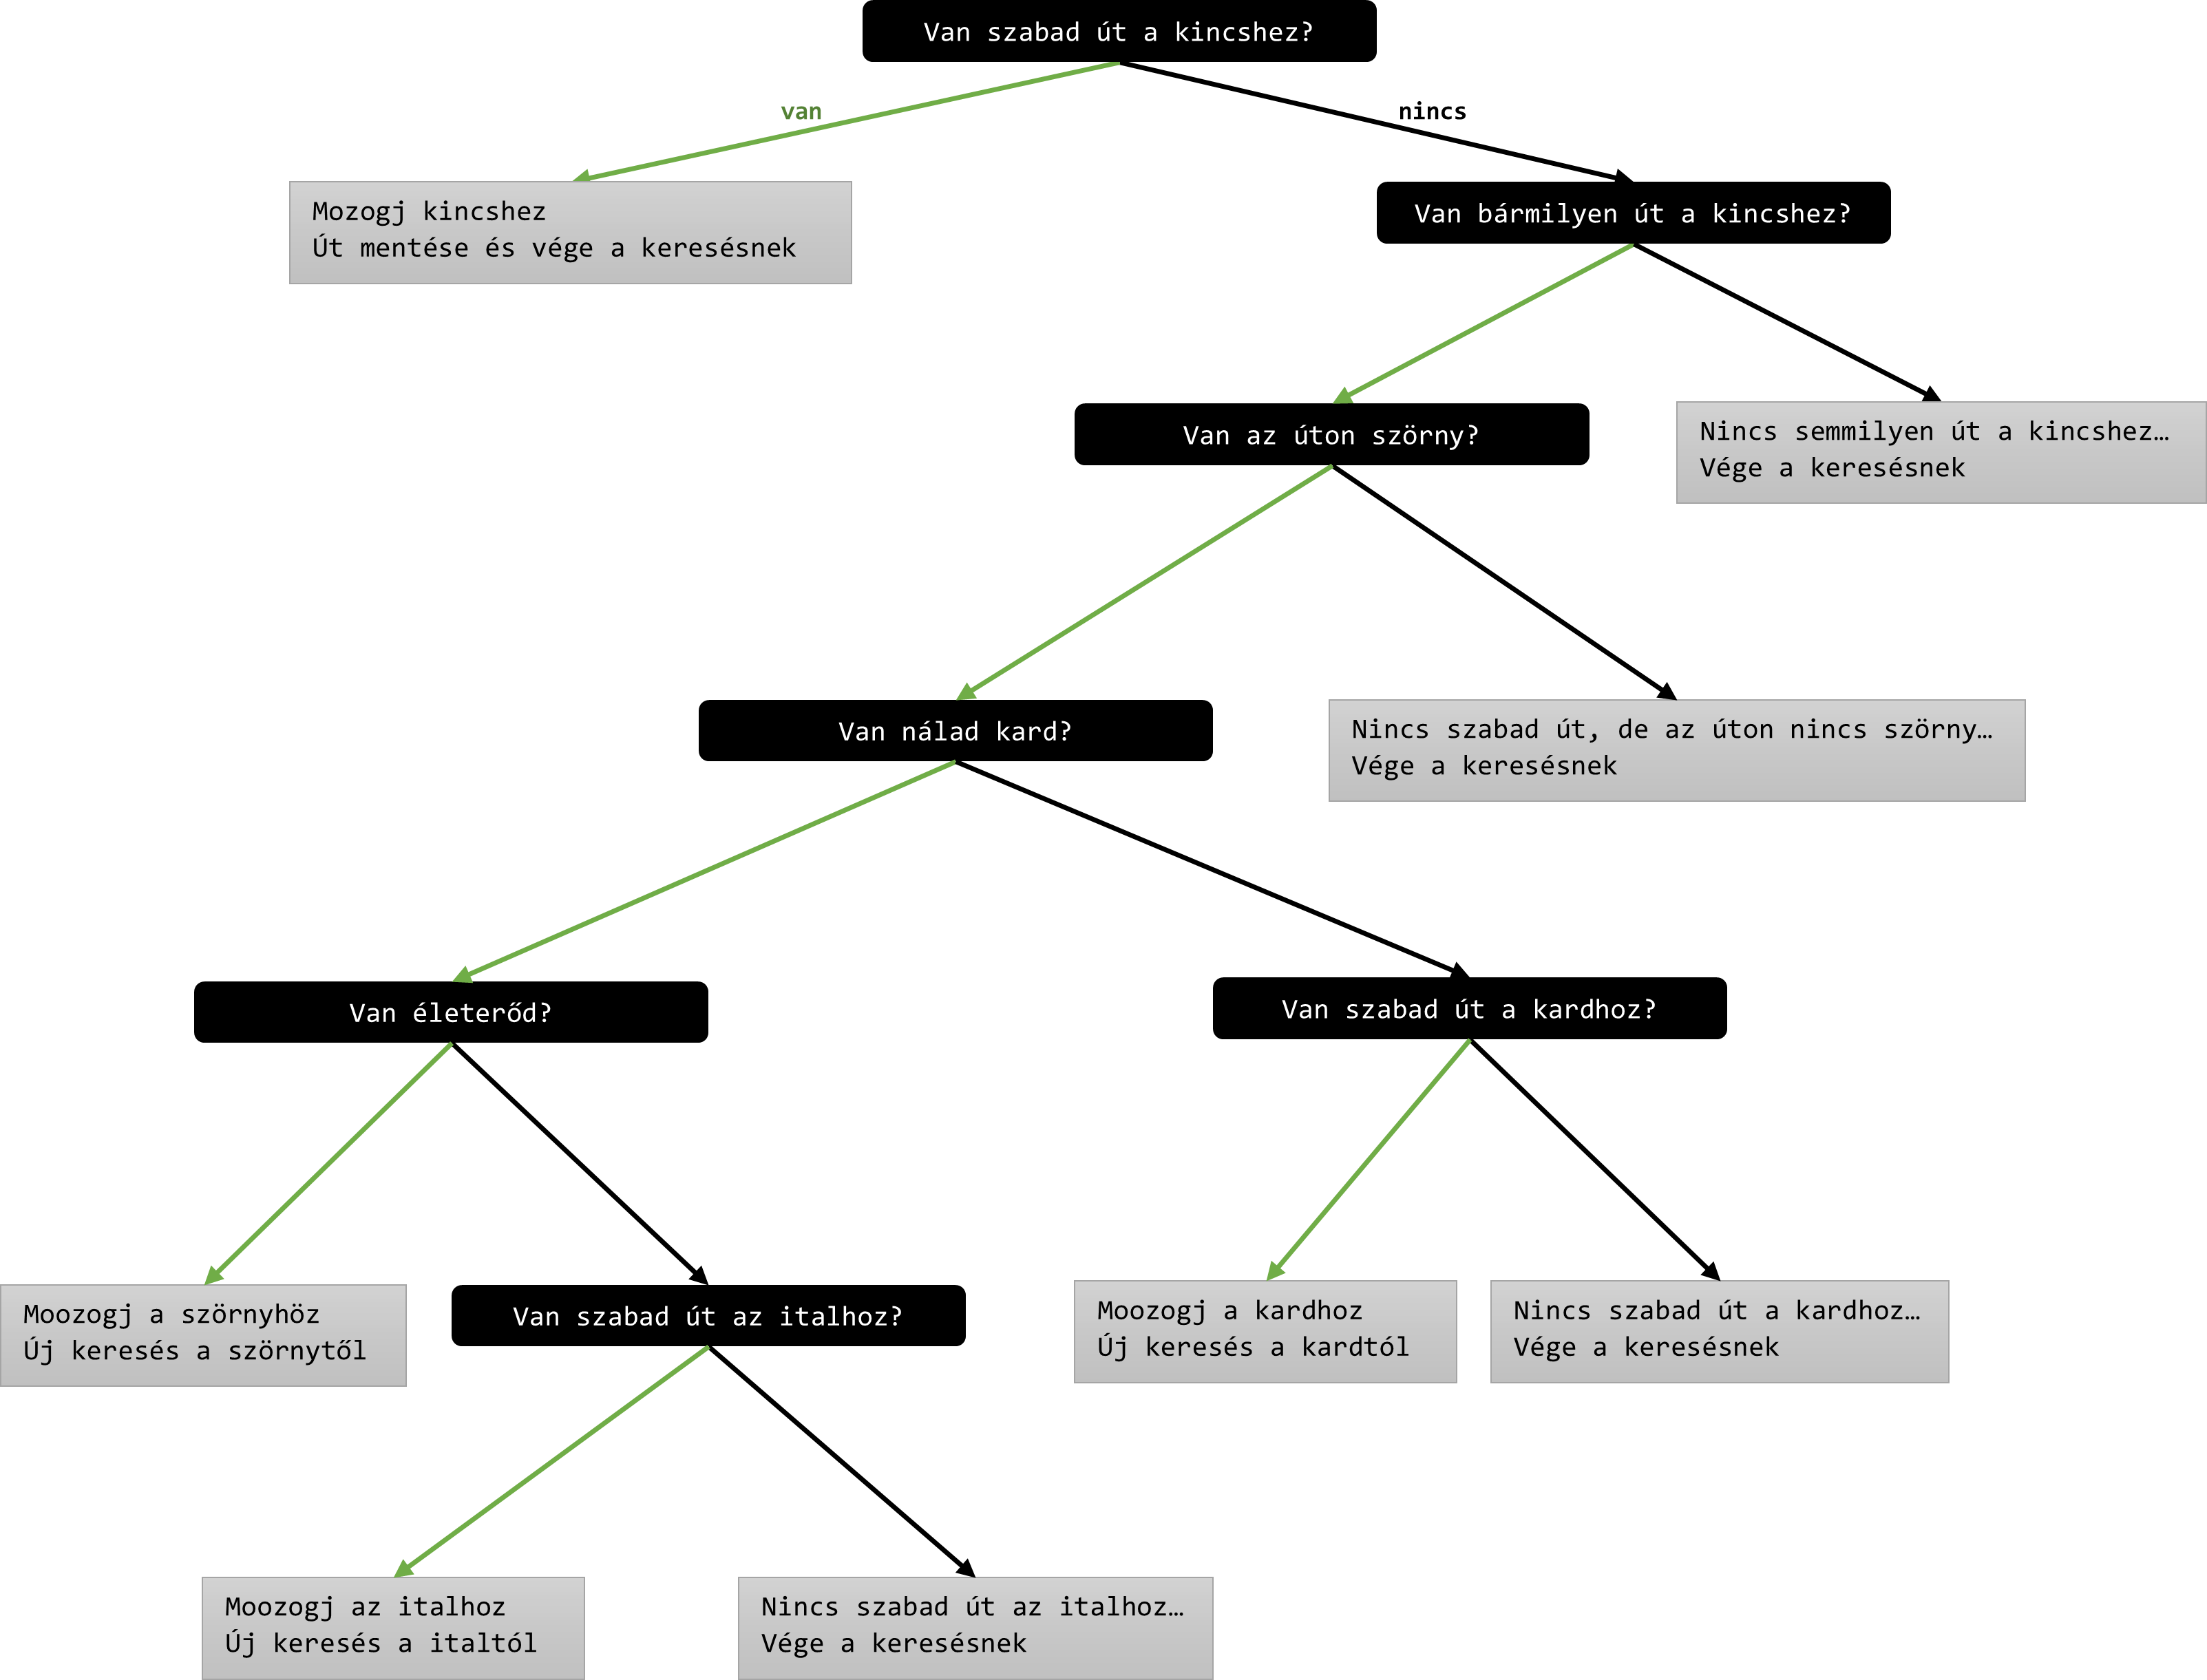 Van szabad út a kincshez?
van
nincs
Mozogj kincshez
Út mentése és vége a keresésnek
Van bármilyen út a kincshez?
Van az úton szörny?
Nincs semmilyen út a kincshez…
Vége a keresésnek
Van nálad kard?
Nincs szabad út, de az úton nincs szörny…
Vége a keresésnek
Van életerőd?
Van szabad út a kardhoz?
Moozogj a szörnyhöz
Új keresés a szörnytől
Van szabad út az italhoz?
Moozogj a kardhoz
Új keresés a kardtól
Nincs szabad út a kardhoz…
Vége a keresésnek
Moozogj az italhoz
Új keresés a italtól
Nincs szabad út az italhoz…
Vége a keresésnek